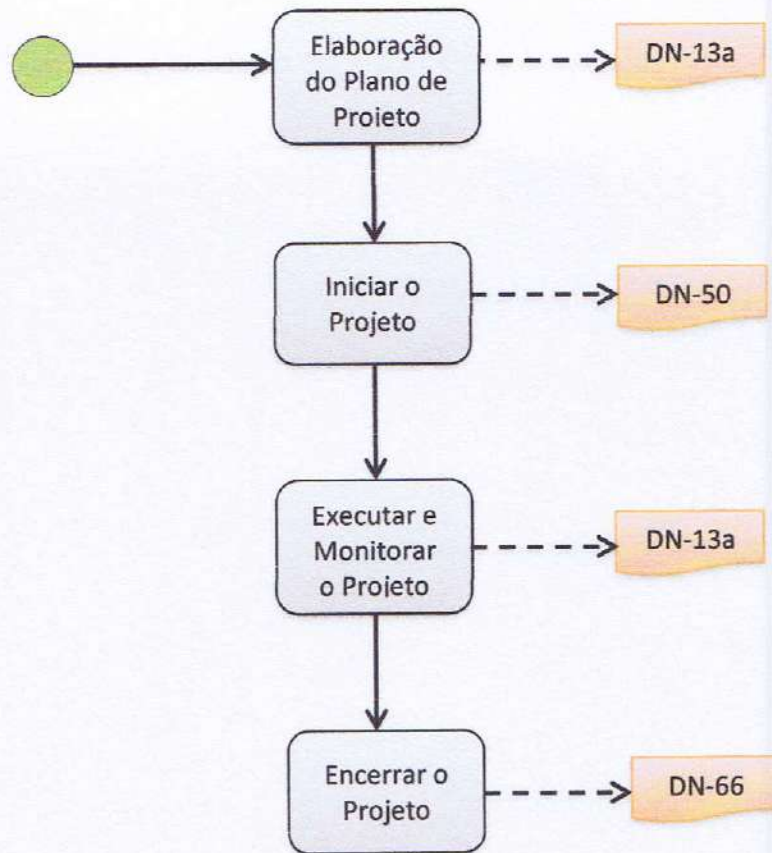 Elaboração
do Plano de
Proieto
DN-13a
Iniciar o
Projeto
DN-50
Executar e
Monitorar
o Projeto
DN-13a
Encerrar o
Projeto
DN-66